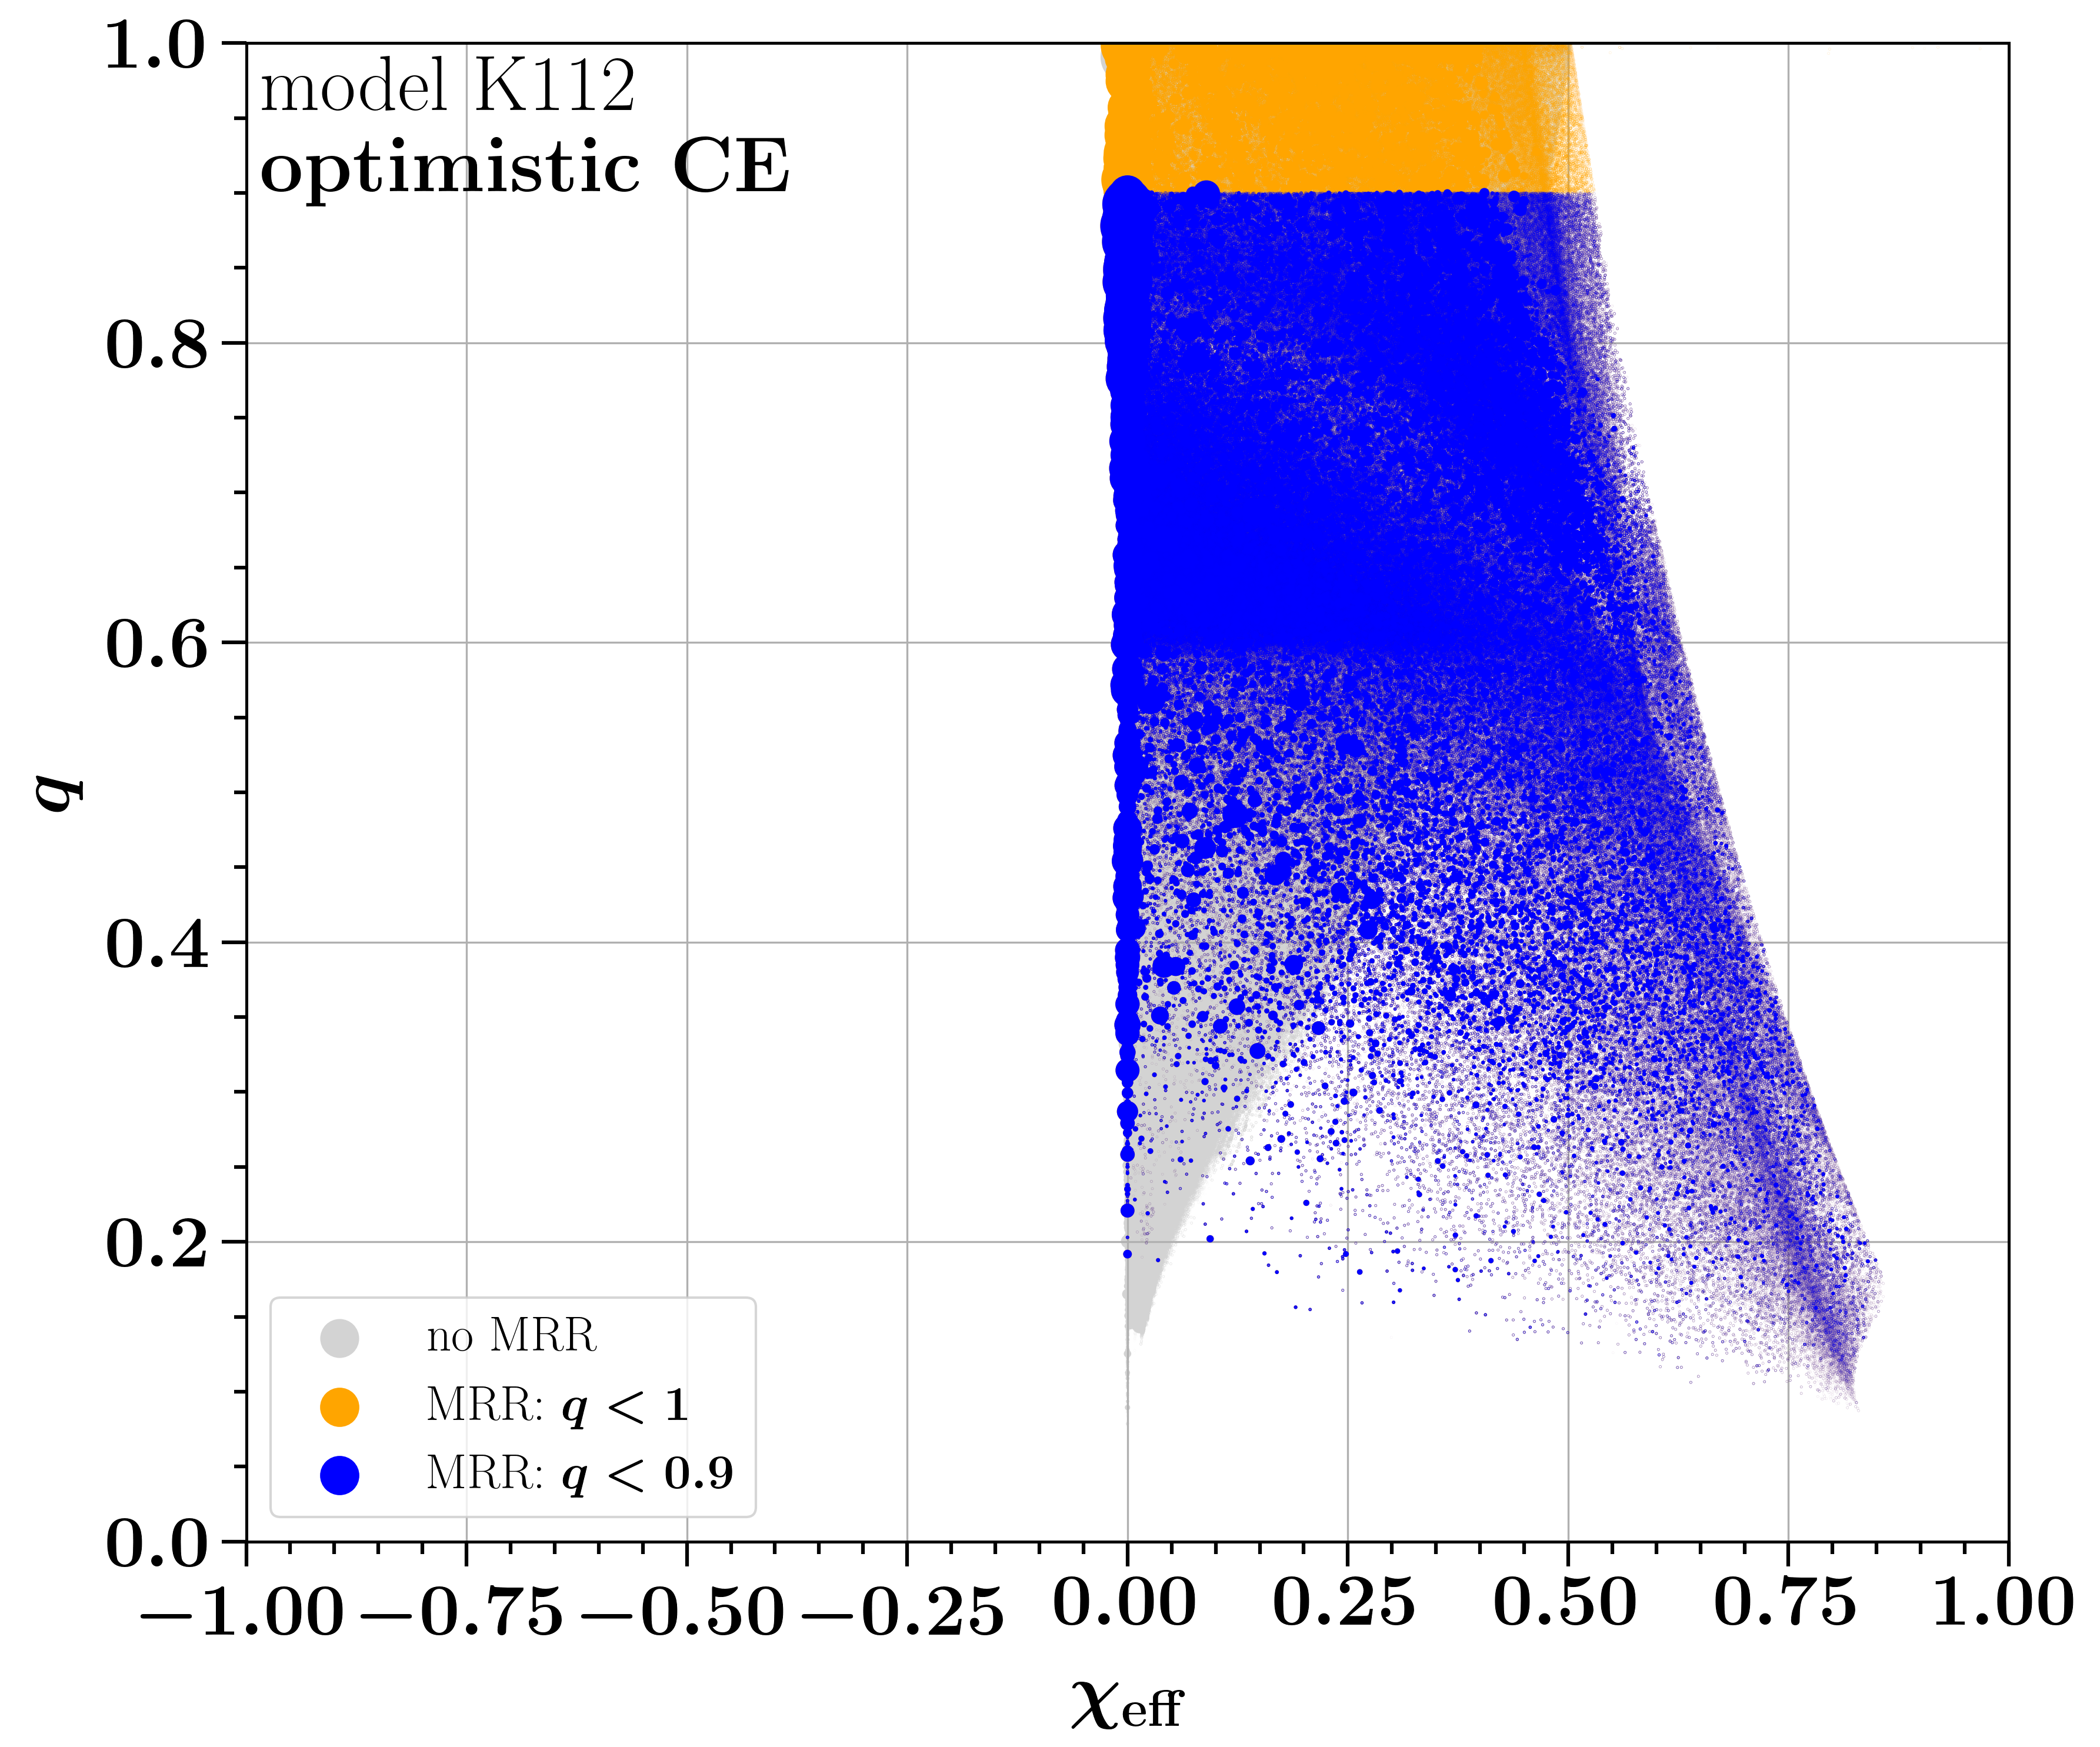 model K112
optimistic CE
1.0
0.8
0.6
0.4
0.2
0.0
q
no MRR
MRR: q < 1
MRR: q < 0.9
−1.00 −0.75 −0.50 −0.25 0.00 0.25 0.50 0.75 1.00
χeff